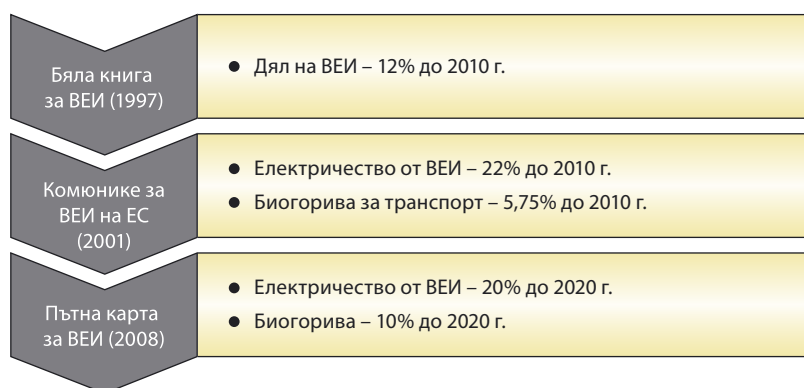 Бяла книга
за ВЕИ (1997)
● Дял на ВЕИ – 12% до 2010 г.
Комюнике за
ВЕИ на ЕС
(2001)
● Електричество от ВЕИ – 22% до 2010 г.
● Биогорива за транспорт – 5,75% до 2010 г.
Пътна карта
за ВЕИ (2008)
● Електричество от ВЕИ – 20% до 2020 г.
● Биогорива – 10% до 2020 г.